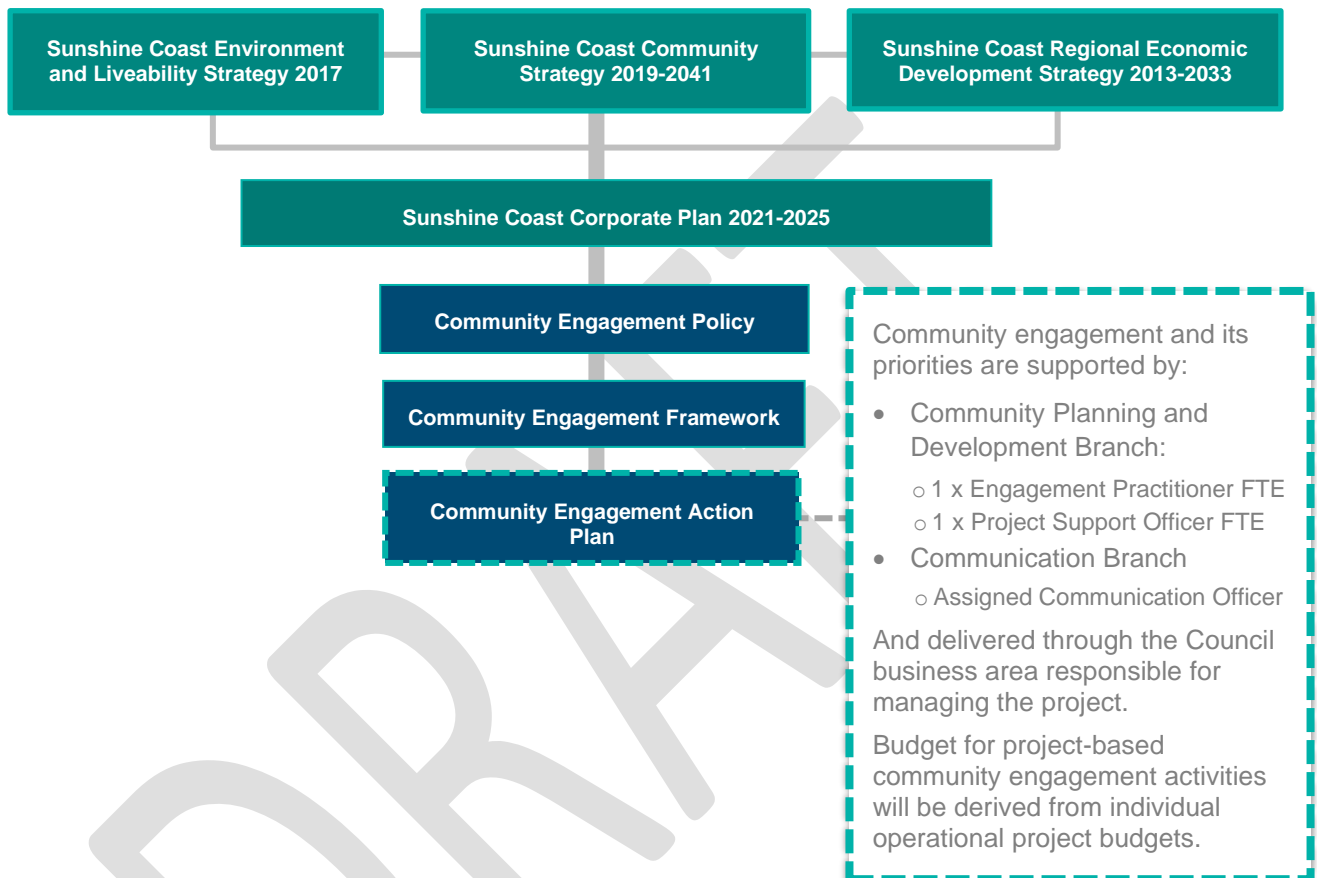 Sunshine Coast Environment
and Liveability Strategy 2017
Sunshine Coast Community
Strategy 2019-2041
Sunshine Coast Regional Economic
Development Strategy 2013-2033
Sunshine Coast Corporate Plan 2021-2025
Community Engagement Policy
Community Engagement Framework
Community Engagement Action
Plan
Community engagement and its
priorities are supported by:
• Community Planning and
Development Branch:
○ 1 x Engagement Practitioner FTE
○ 1 x Project Support Officer FTE
• Communication Branch
○ Assigned Communication Officer
And delivered through the Council
business area responsible for
managing the project.
Budget for project-based
community engagement activities
will be derived from individual
operational project budgets.
DRAFT